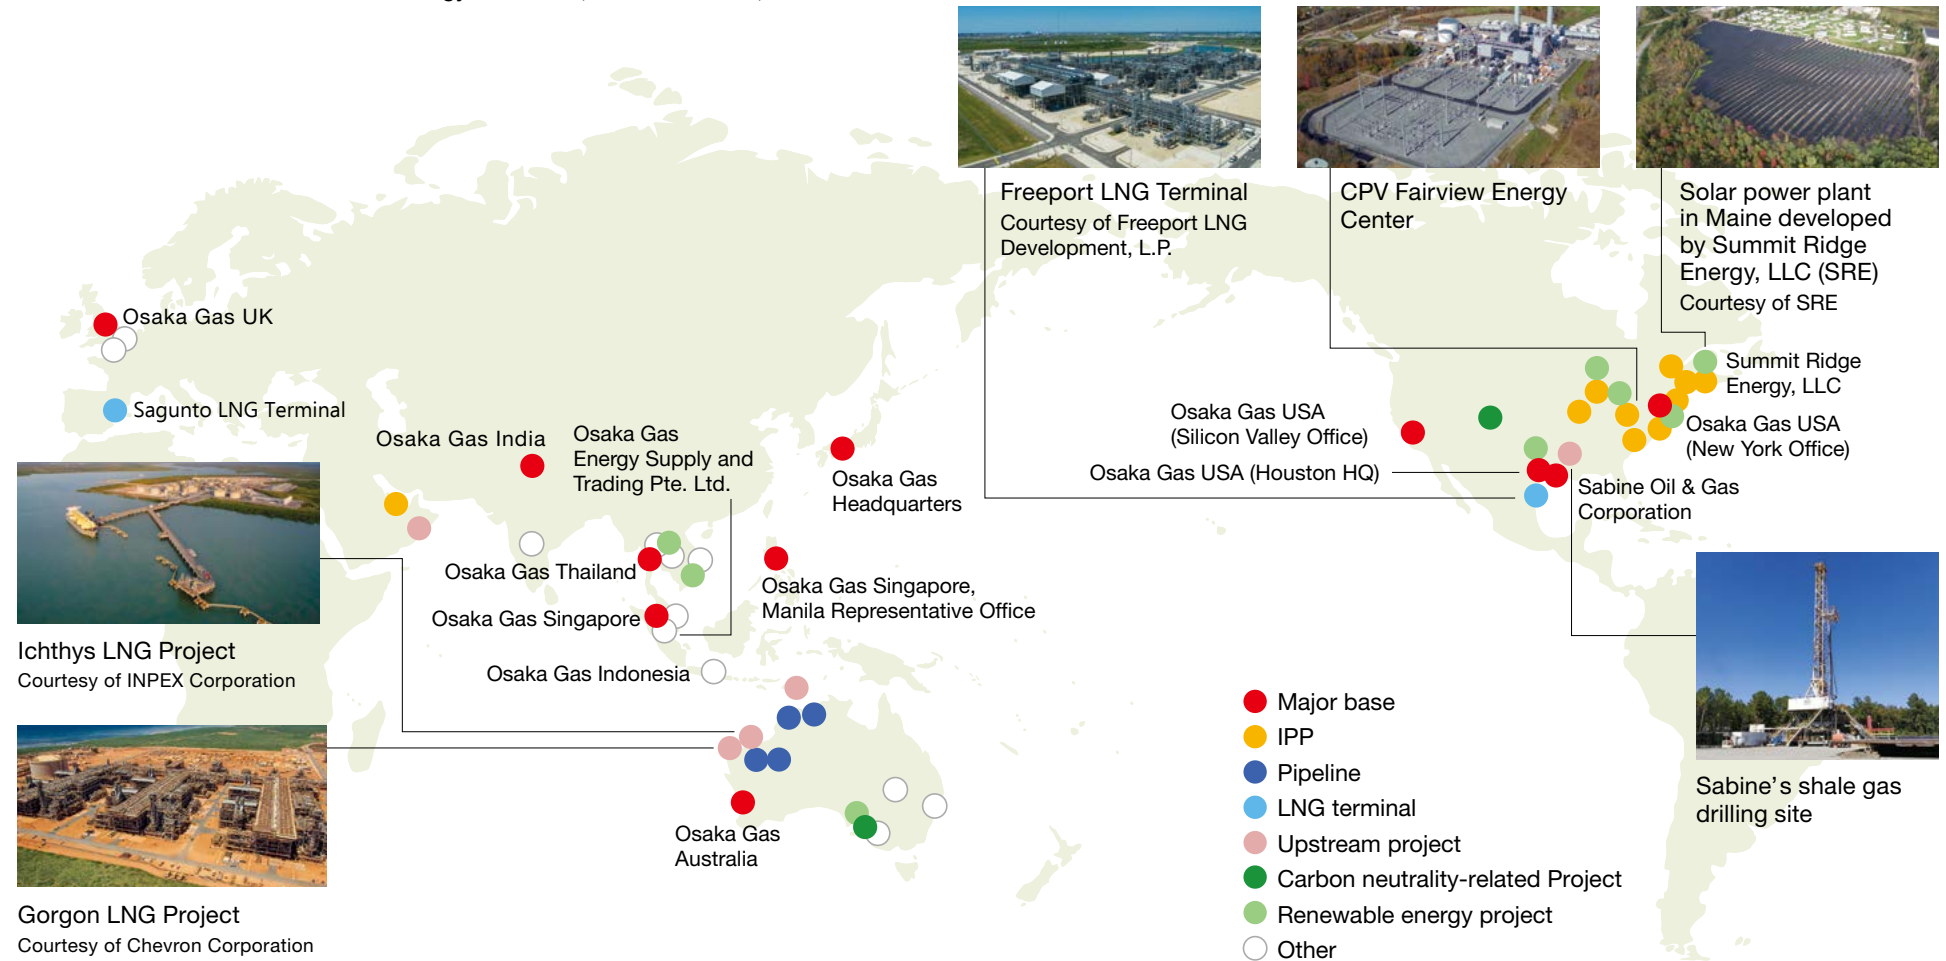 Freeport LNG Terminal
Courtesy of Freeport LNG
Development, L.P.
CPV Fairview Energy
Center
Solar power plant
in Maine developed
by Summit Ridge
Energy, LLC (SRE)
Courtesy of SRE
Osaka Gas UK
Sagunto LNG Terminal
Osaka Gas India
Osaka Gas
Energy Supply and
Trading Pte. Ltd.
Osaka Gas
Headquarters
Osaka Gas USA
(Silicon Valley Office)
Osaka Gas USA (Houston HQ)
Summit Ridge
Energy, LLC
Osaka Gas USA
(New York Office)
Sabine Oil & Gas
Corporation
Osaka Gas Thailand
Osaka Gas Singapore,
Manila Representative Office
Osaka Gas Singapore
Osaka Gas Indonesia
Ichthys LNG Project
Courtesy of INPEX Corporation
Osaka Gas
Australia
Gorgon LNG Project
Courtesy of Chevron Corporation
Sabine's shale gas
drilling site
Major base
IPP
Pipeline
LNG terminal
Upstream project
Carbon neutrality-related Project
Renewable energy project
Other